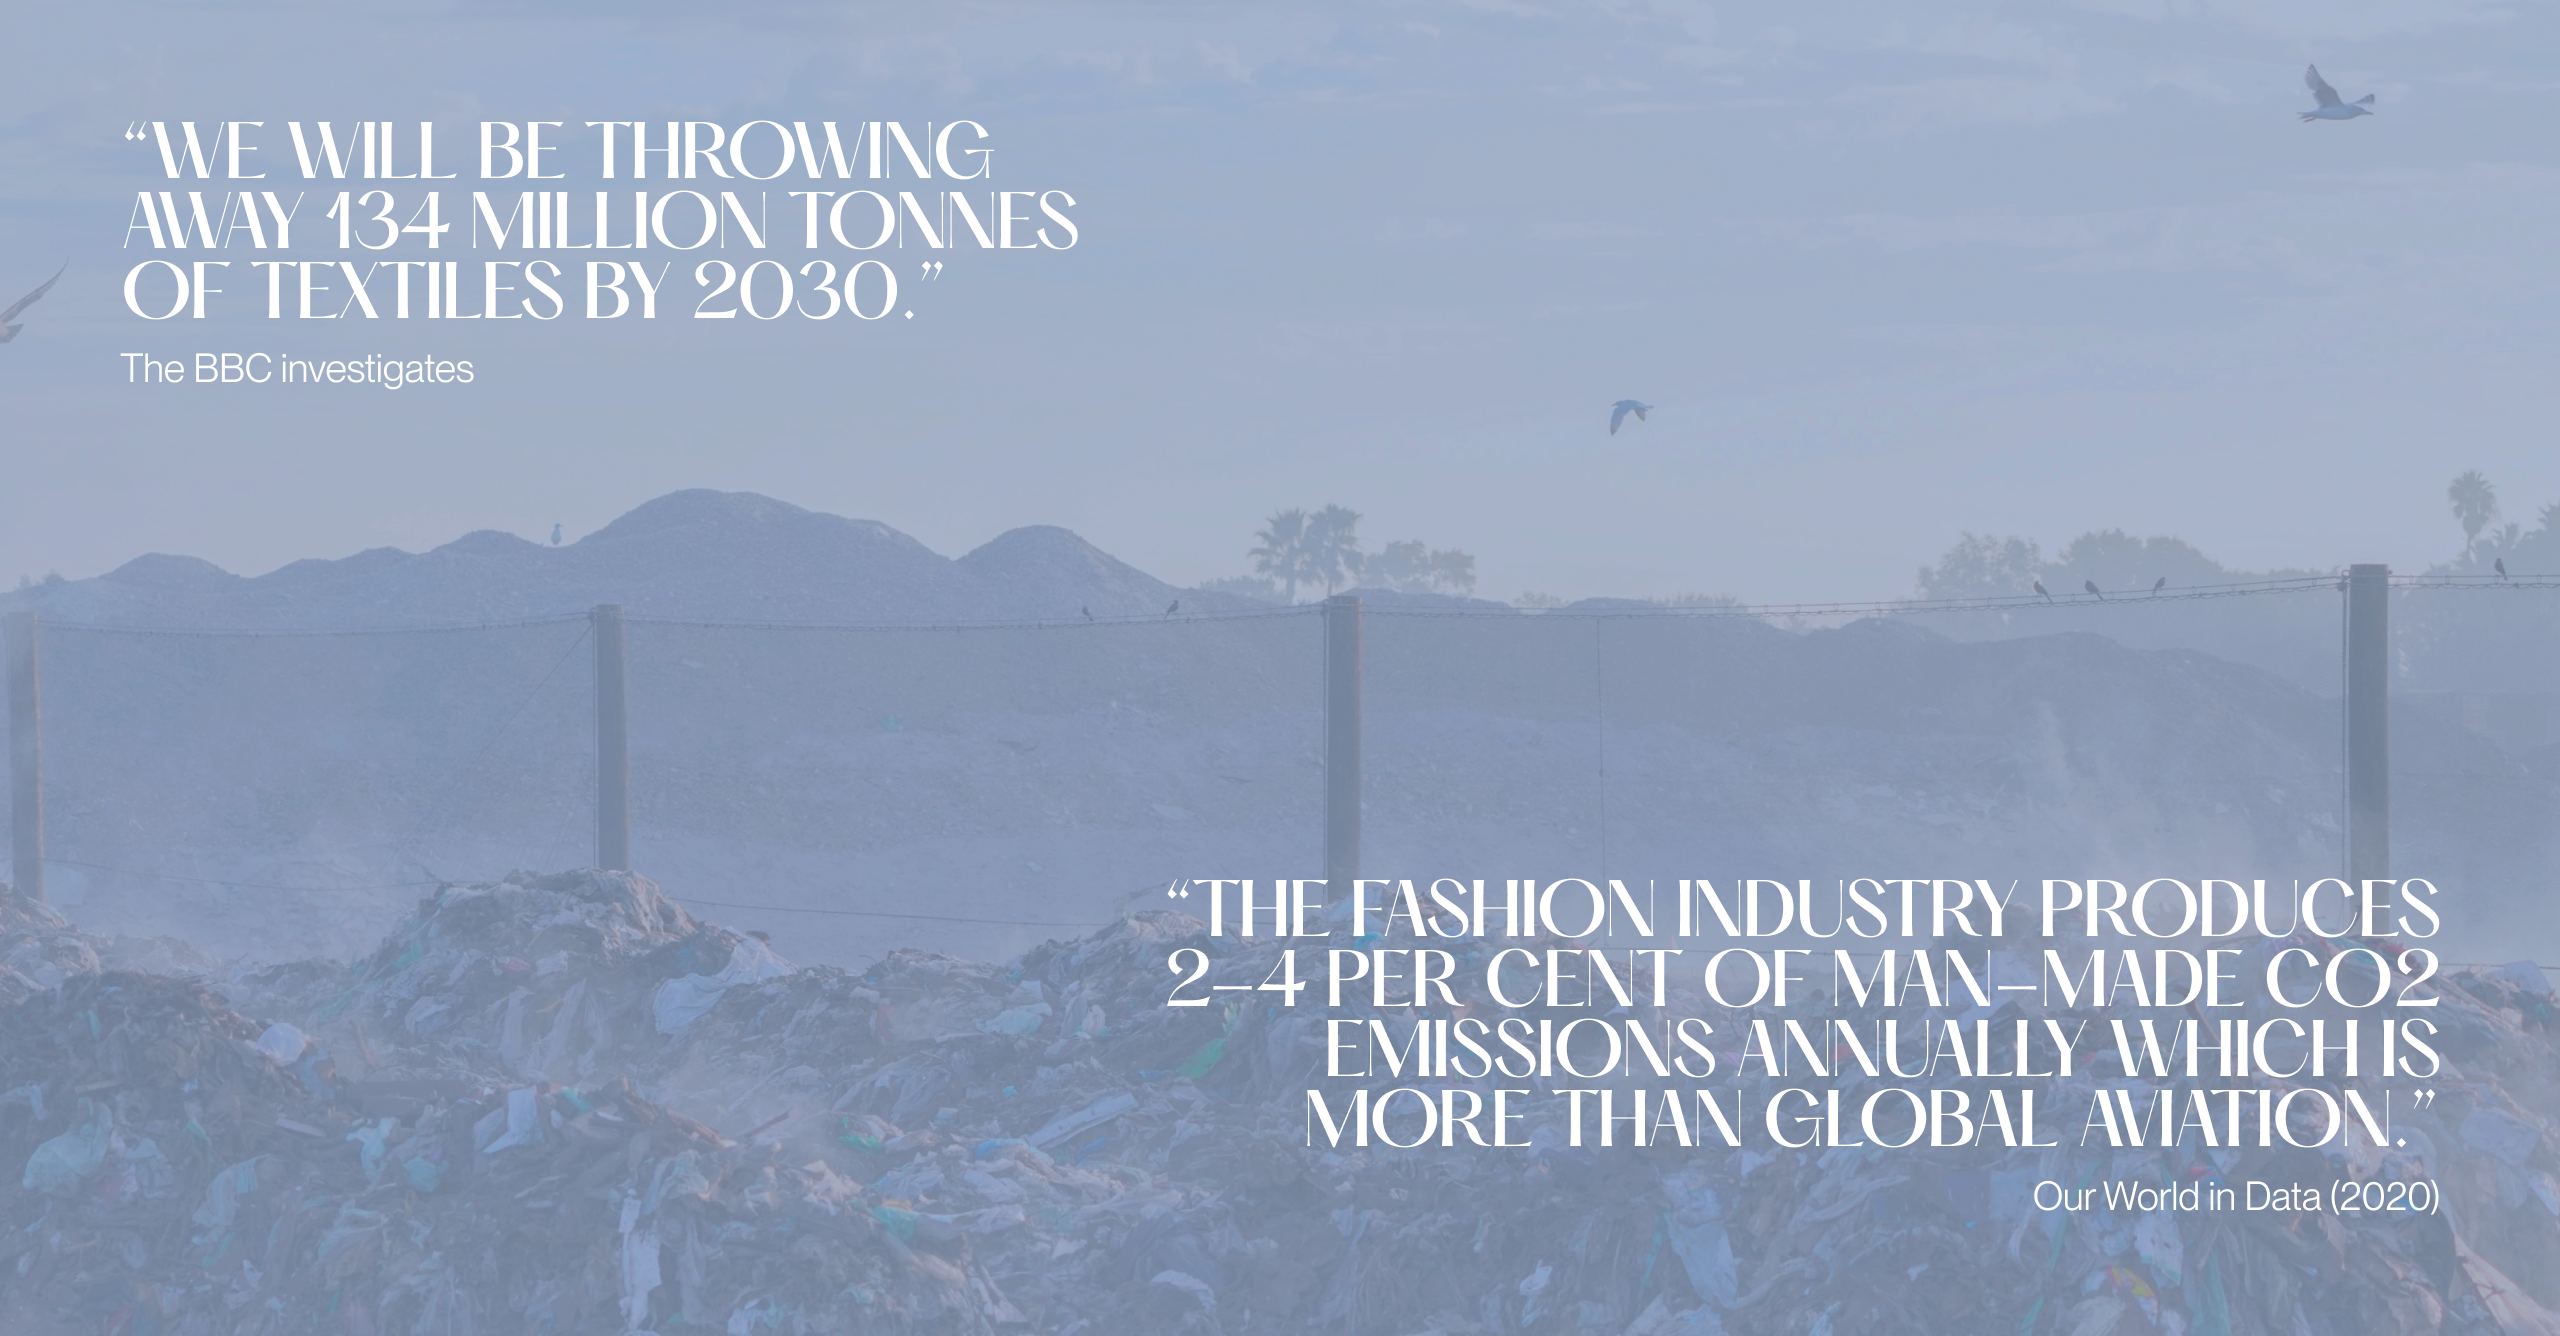 “WE WILL BE THROWING
AWAY 134 MILLION TONNES
OF TEXTILES BY 2030.”
The BBC investigates
“THE FASHION INDUSTRY PRODUCES
2–4 PER CENT OF MAN–MADE CO2
EMISSIONS ANNUALLY WHICH IS
MORE THAN GLOBAL AVIATION.”
Our World in Data (2020)